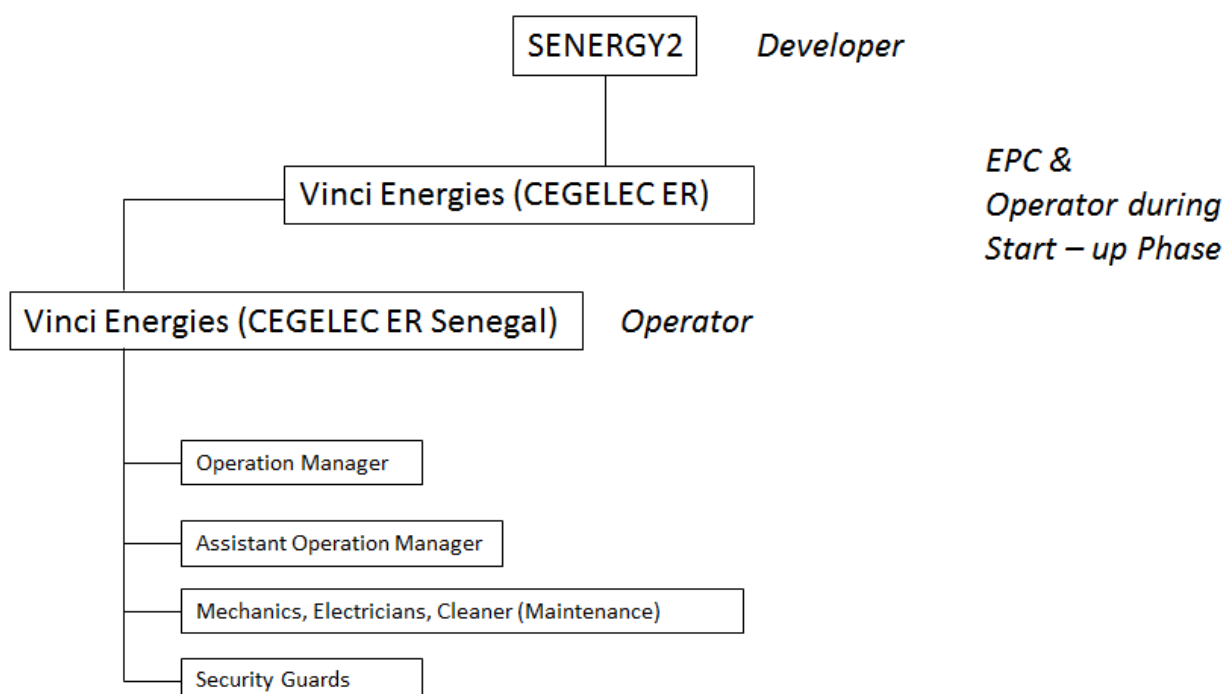 SENERGY2
Developer
Vinci Energies (CEGELEC ER)
EPC &
Operator during
Start – up Phase
Vinci Energies (CEGELEC ER Senegal)
Operator
Operation Manager
Assistant Operation Manager
Mechanics, Electricians, Cleaner (Maintenance)
Security Guards